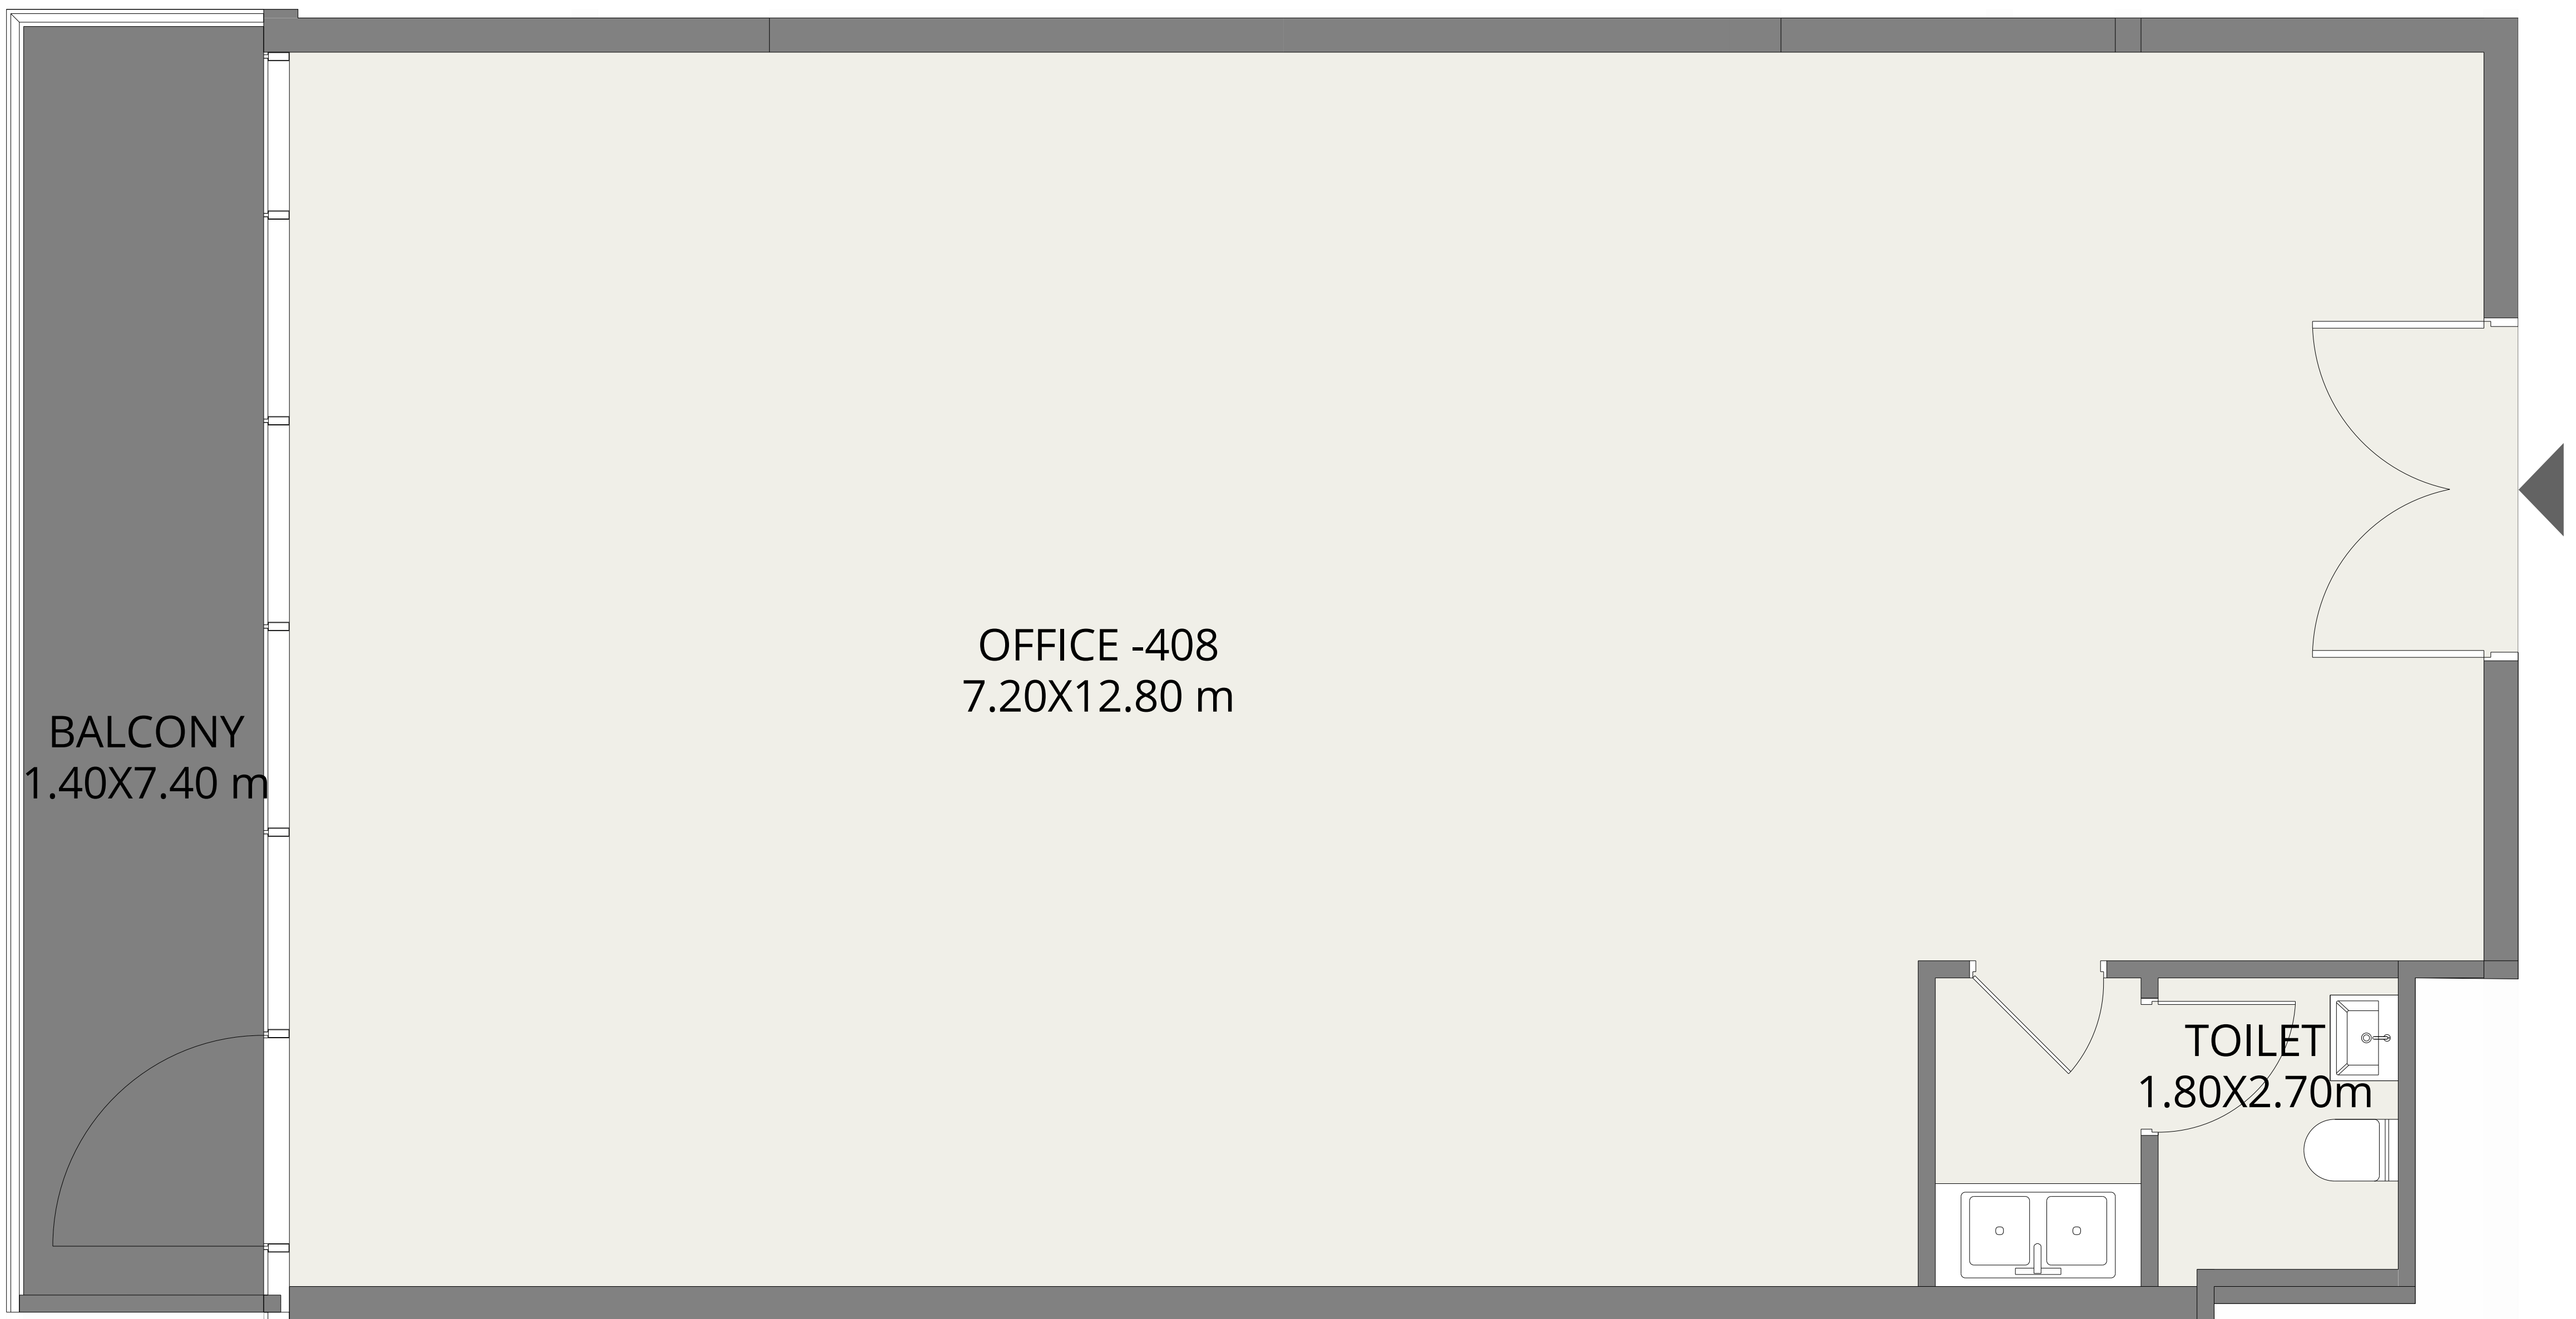 OFFICE -408
7.20X12.80 m
BALCONY
1.40X7.40 m
TOILET
1.80X2.70m